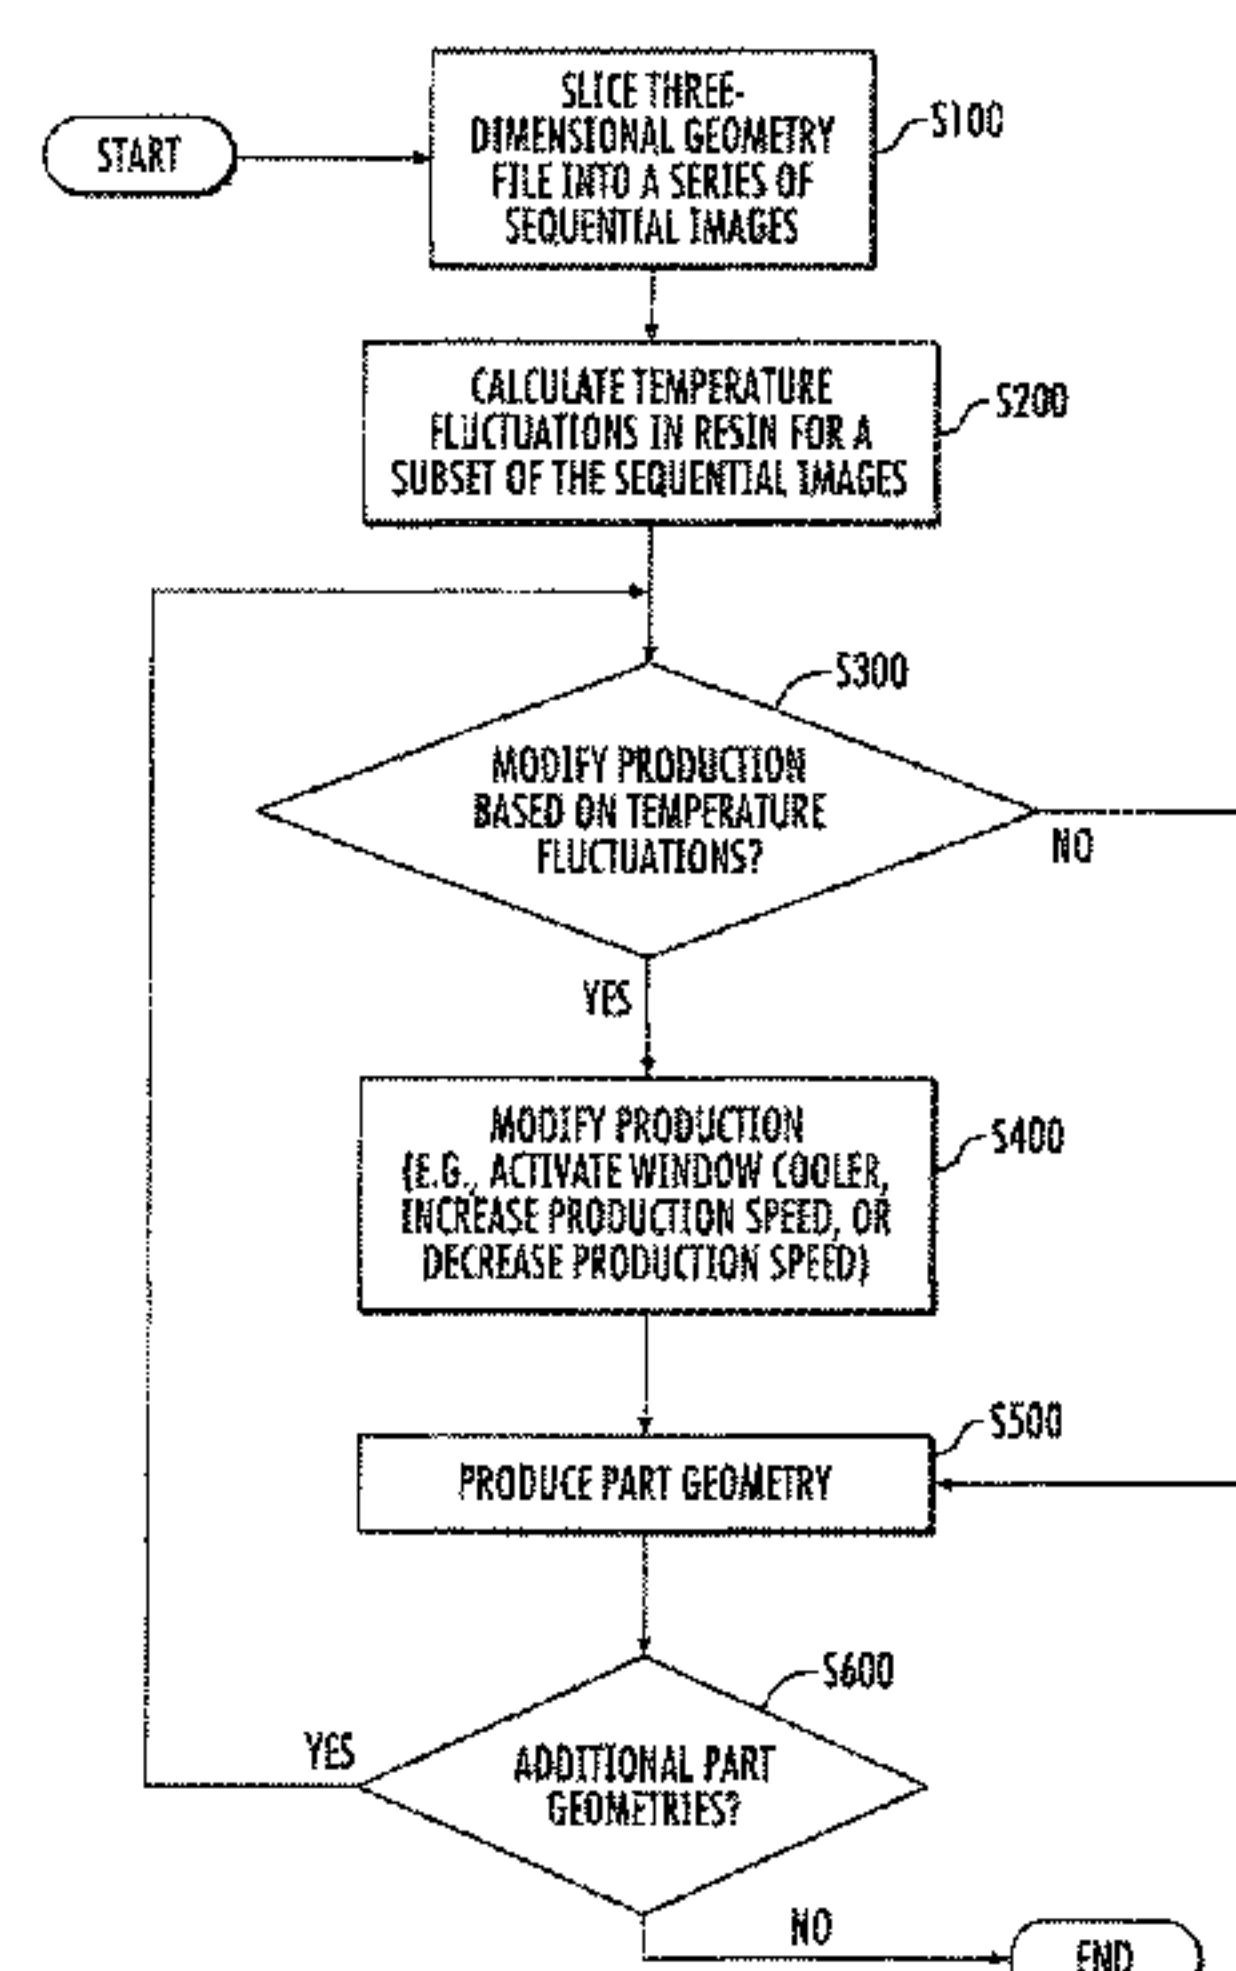 START
SLICE THREE-
DIMENSIONAL GEOMETRY
FILE INTO A SERIES OF
SEQUENTIAL IMAGES
S100
CALCULATE TEMPERATURE
FLUCTUATIONS IN RESIN FOR A
SUBSET OF THE SEQUENTIAL IMAGES
S200
S300
MODIFY PRODUCTION
BASED ON TEMPERATURE
FLUCTUATIONS?
NO
YES
MODIFY PRODUCTION
(E.G., ACTIVATE WINDOW COOLER,
INCREASE PRODUCTION SPEED, OR
DECREASE PRODUCTION SPEED)
S400
S500
PRODUCE PART GEOMETRY
S600
YES
ADDITIONAL PART
GEOMETRIES?
NO
END